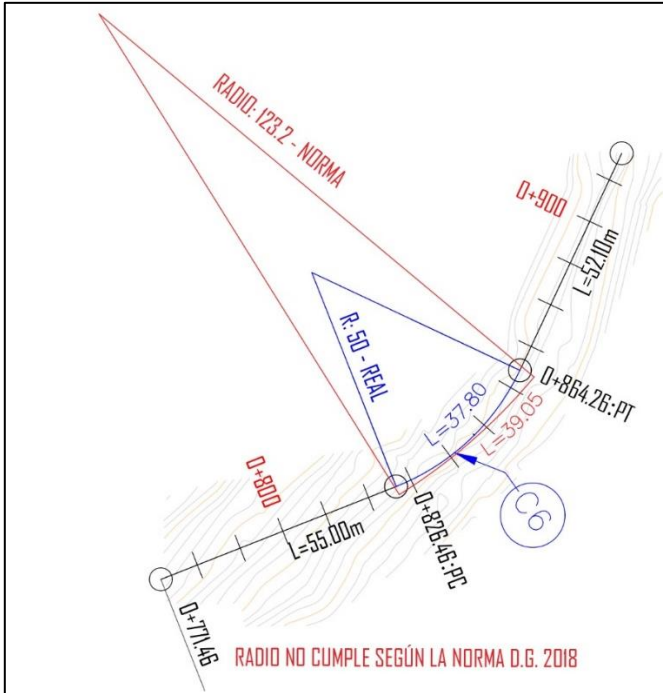 RADIO: 123.2 - NORMA
0+900
L=52.10m
R: 50 - REAL
0+864.26:PT
L=37.80
L=39.05
0+800
C6
L=55.00m
0+826.46:PC
0+771.46
RADIO NO CUMPLE SEGÚN LA NORMA D.G. 2018